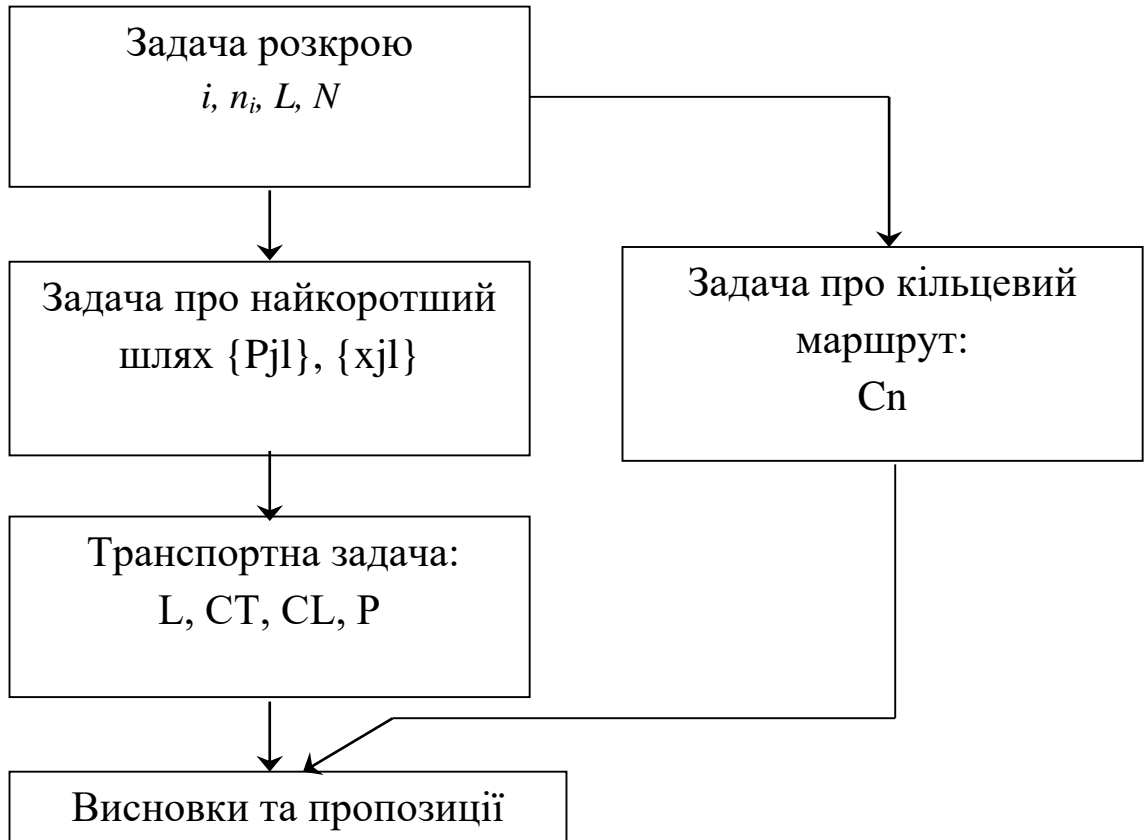 Задача розкрою
i, nᵢ, L, N
Задача про найкоротший
шлях {Pjl}, {xjl}
Задача про кільцевий
маршрут:
Cn
Транспортна задача:
L, CT, CL, P
Висновки та пропозиції